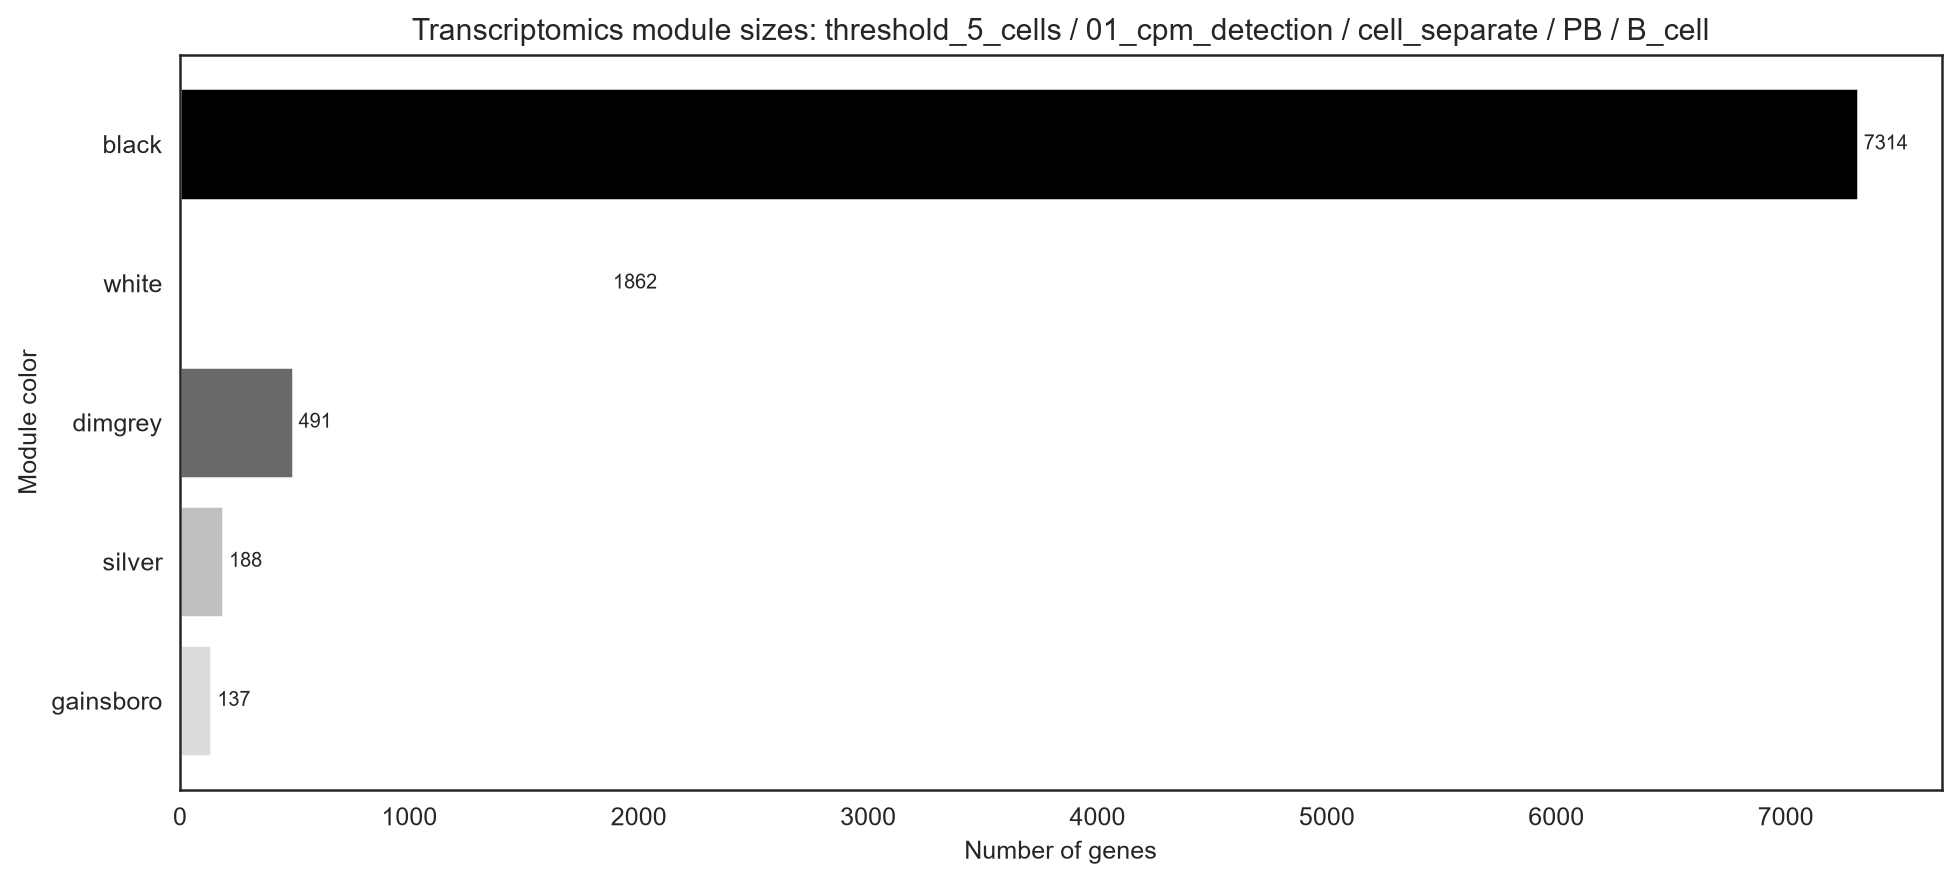 Transcriptomics module sizes: threshold_5_cells / 01_cpm_detection / cell_separate / PB / B_cell
Module color
black
7314
white
1862
dimgrey
491
silver
188
gainsboro
137
0 1000 2000 3000 4000 5000 6000 7000
Number of genes